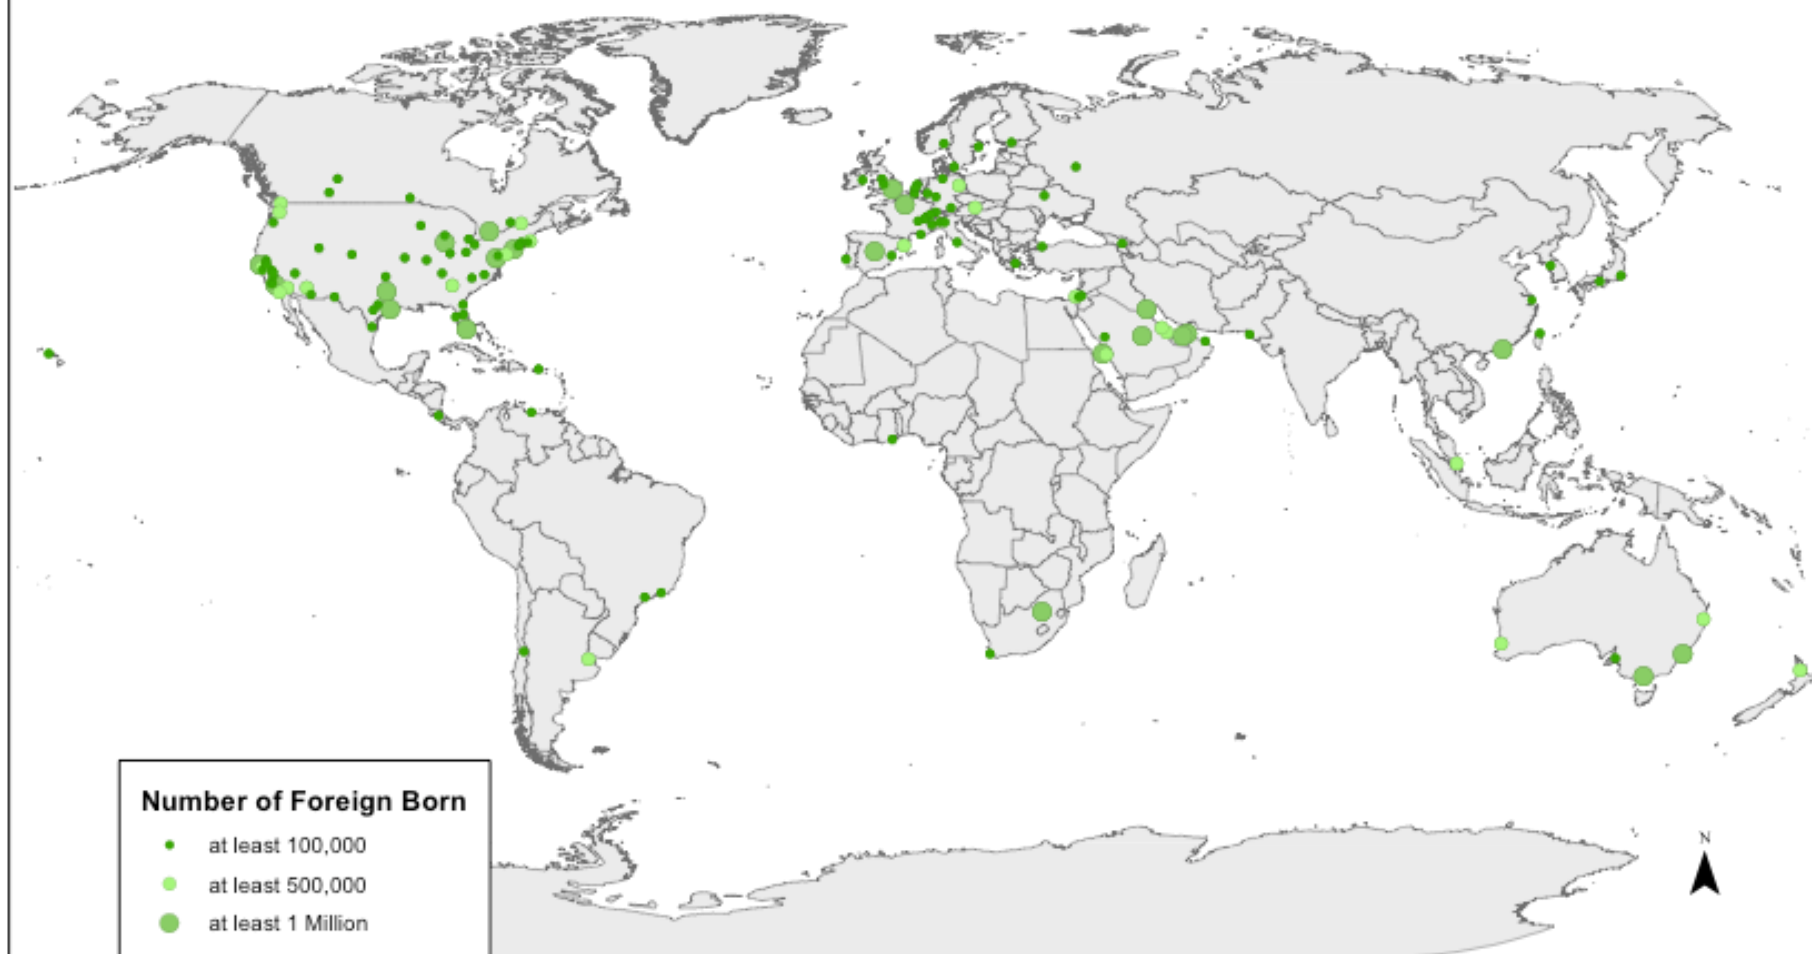 Number of Foreign Born
at least 100,000
at least 500,000
at least 1 Million
N